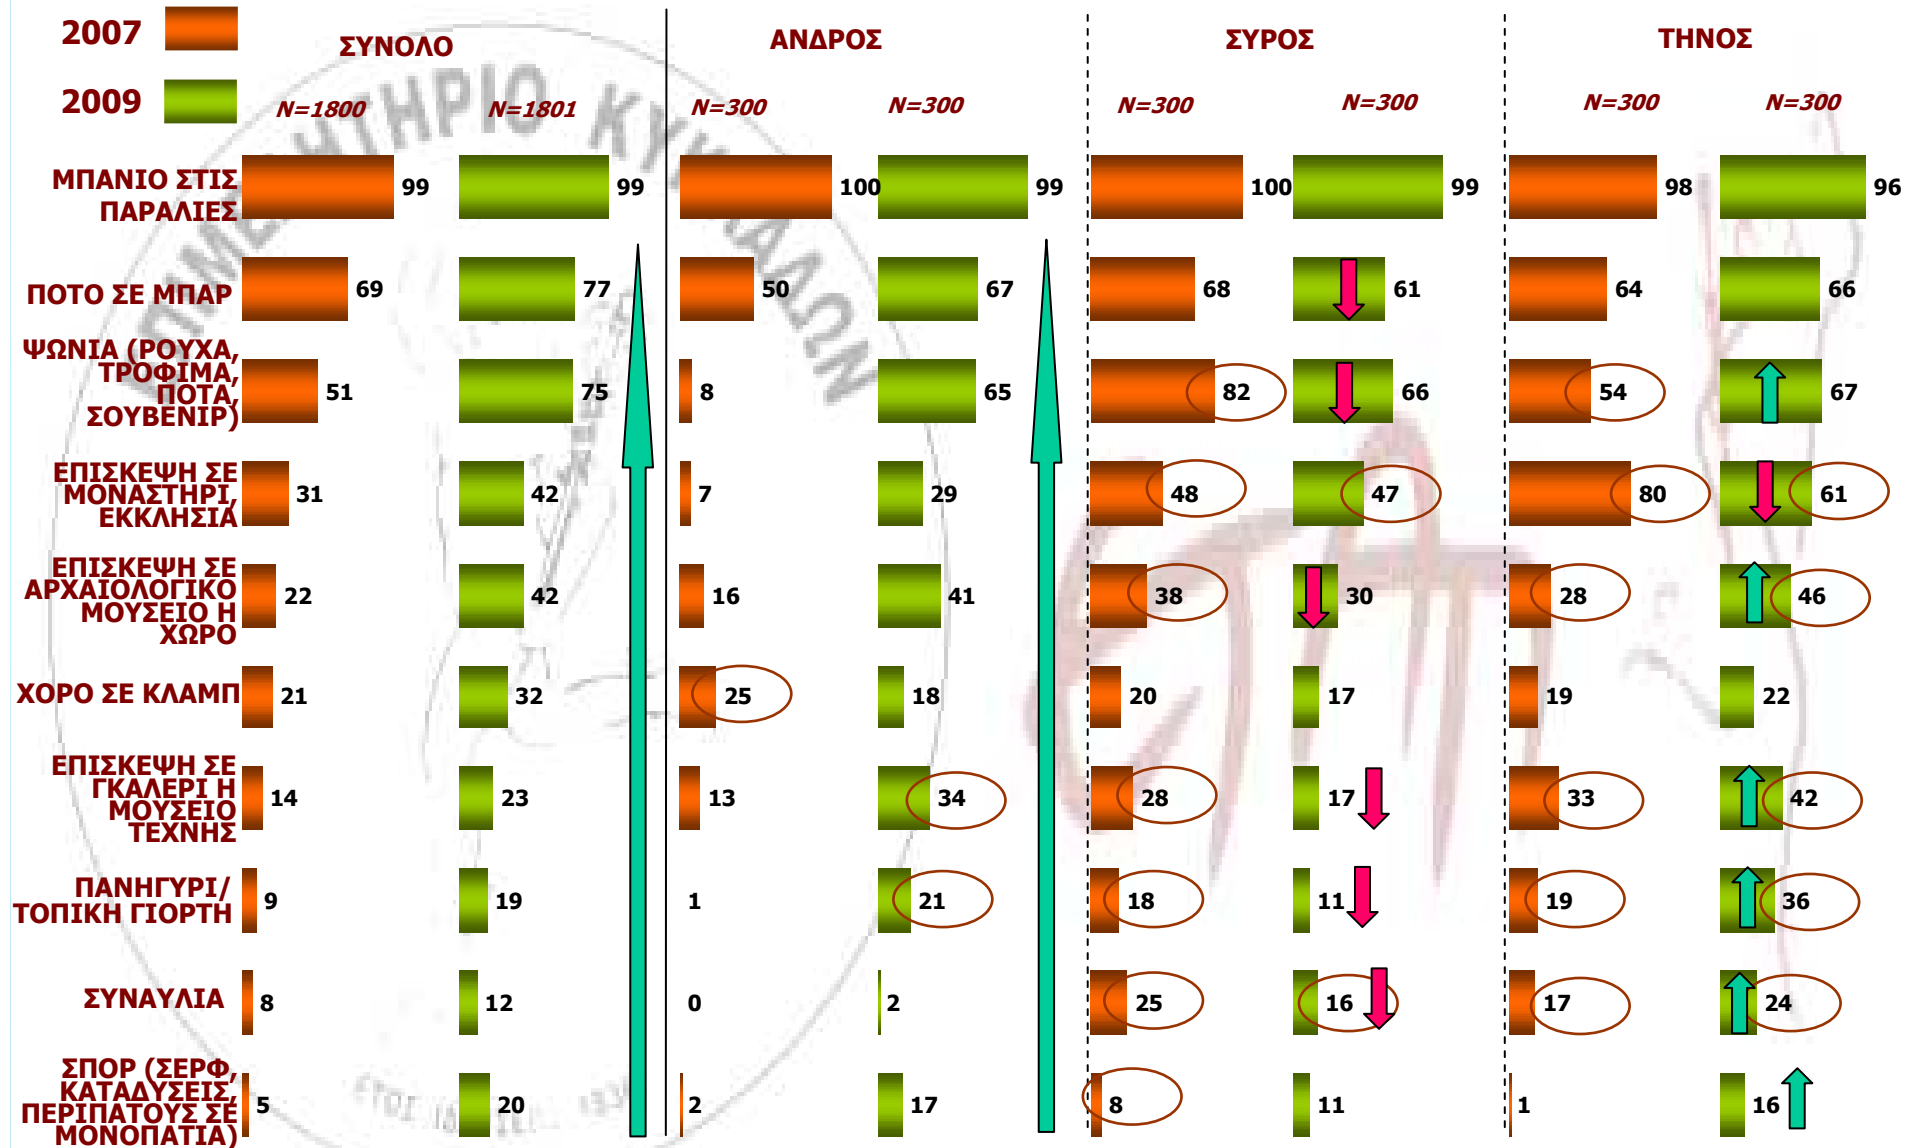 2007
2009
ΣΥΝΟΛΟ
ΑΝΔΡΟΣ
ΣΥΡΟΣ
ΤΗΝΟΣ
N=1800 N=1801 N=300 N=300 N=300 N=300 N=300 N=300
ΜΠΑΝΙΟ ΣΤΙΣ
ΠΑΡΑΛΙΕΣ
99 99 100 99 100 99 98 96
ΠΟΤΟ ΣΕ ΜΠΑΡ
69 77 50 67 68 61 64 66
ΨΩΝΙΑ (ΡΟΥΧΑ,
ΤΡΟΦΙΜΑ,
ΠΟΤΑ,
ΣΟΥΒΕΝΙΡ)
51 75 8 65 82 66 54 67
ΕΠΙΣΚΕΨΗ ΣΕ
ΜΟΝΑΣΤΗΡΙ,
ΕΚΚΛΗΣΙΑ
31 42 7 29 48 47 80 61
ΕΠΙΣΚΕΨΗ ΣΕ
ΑΡΧΑΙΟΛΟΓΙΚΟ
ΜΟΥΣΕΙΟ Η
ΧΩΡΟ
22 42 16 41 38 30 28 46
ΧΟΡΟ ΣΕ ΚΛΑΜΠ
21 32 25 18 20 17 19 22
ΕΠΙΣΚΕΨΗ ΣΕ
ΓΚΑΛΕΡΙ Η
ΜΟΥΣΕΙΟ
ΤΕΧΝΗΣ
14 23 13 34 28 17 33 42
ΠΑΝΗΓΥΡΙ/
ΤΟΠΙΚΗ ΓΙΟΡΤΗ
9 19 1 21 18 11 19 36
ΣΥΝΑΥΛΙΑ
8 12 0 2 25 16 17 24
ΣΠΟΡ (ΣΕΡΦ,
ΚΑΤΑΔΥΣΕΙΣ,
ΠΕΡΙΠΑΤΟΥΣ ΣΕ
ΜΟΝΟΠΑΤΙΑ)
5 20 2 17 8 11 1 16